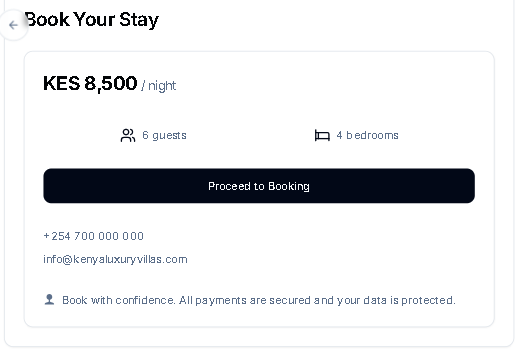 Book Your Stay
KES 8,500 / night
6 guests
4 bedrooms
Proceed to Booking
+254 700 000 000
info@kenyaluxuryvillas.com
Book with confidence. All payments are secured and your data is protected.